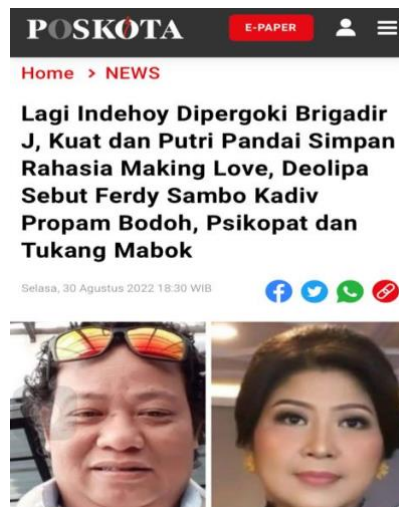 POSKOTA
E-PAPER
Home > NEWS
Lagi Indehoy Dipergoki Brigadir
J, Kuat dan Putri Pandai Simpan
Rahasia Making Love, Deolipa
Sebut Ferdy Sambo Kadiv
Propam Bodoh, Psikopat dan
Tukang Mabok
Selasa, 30 Agustus 2022 18:30 WIB